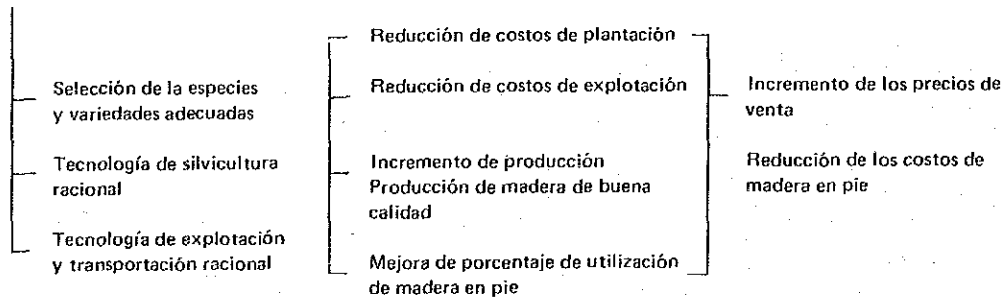 Selección de la especies
y variedades adecuadas
Tecnología de silvicultura
racional
Tecnología de explotación
y transportación racional
Reducción de costos de plantación
Reducción de costos de explotación
Incremento de producción
Producción de madera de buena
calidad
Mejora de porcentaje de utilización
de madera en pie
Incremento de los precios de
venta
Reducción de los costos de
madera en pie